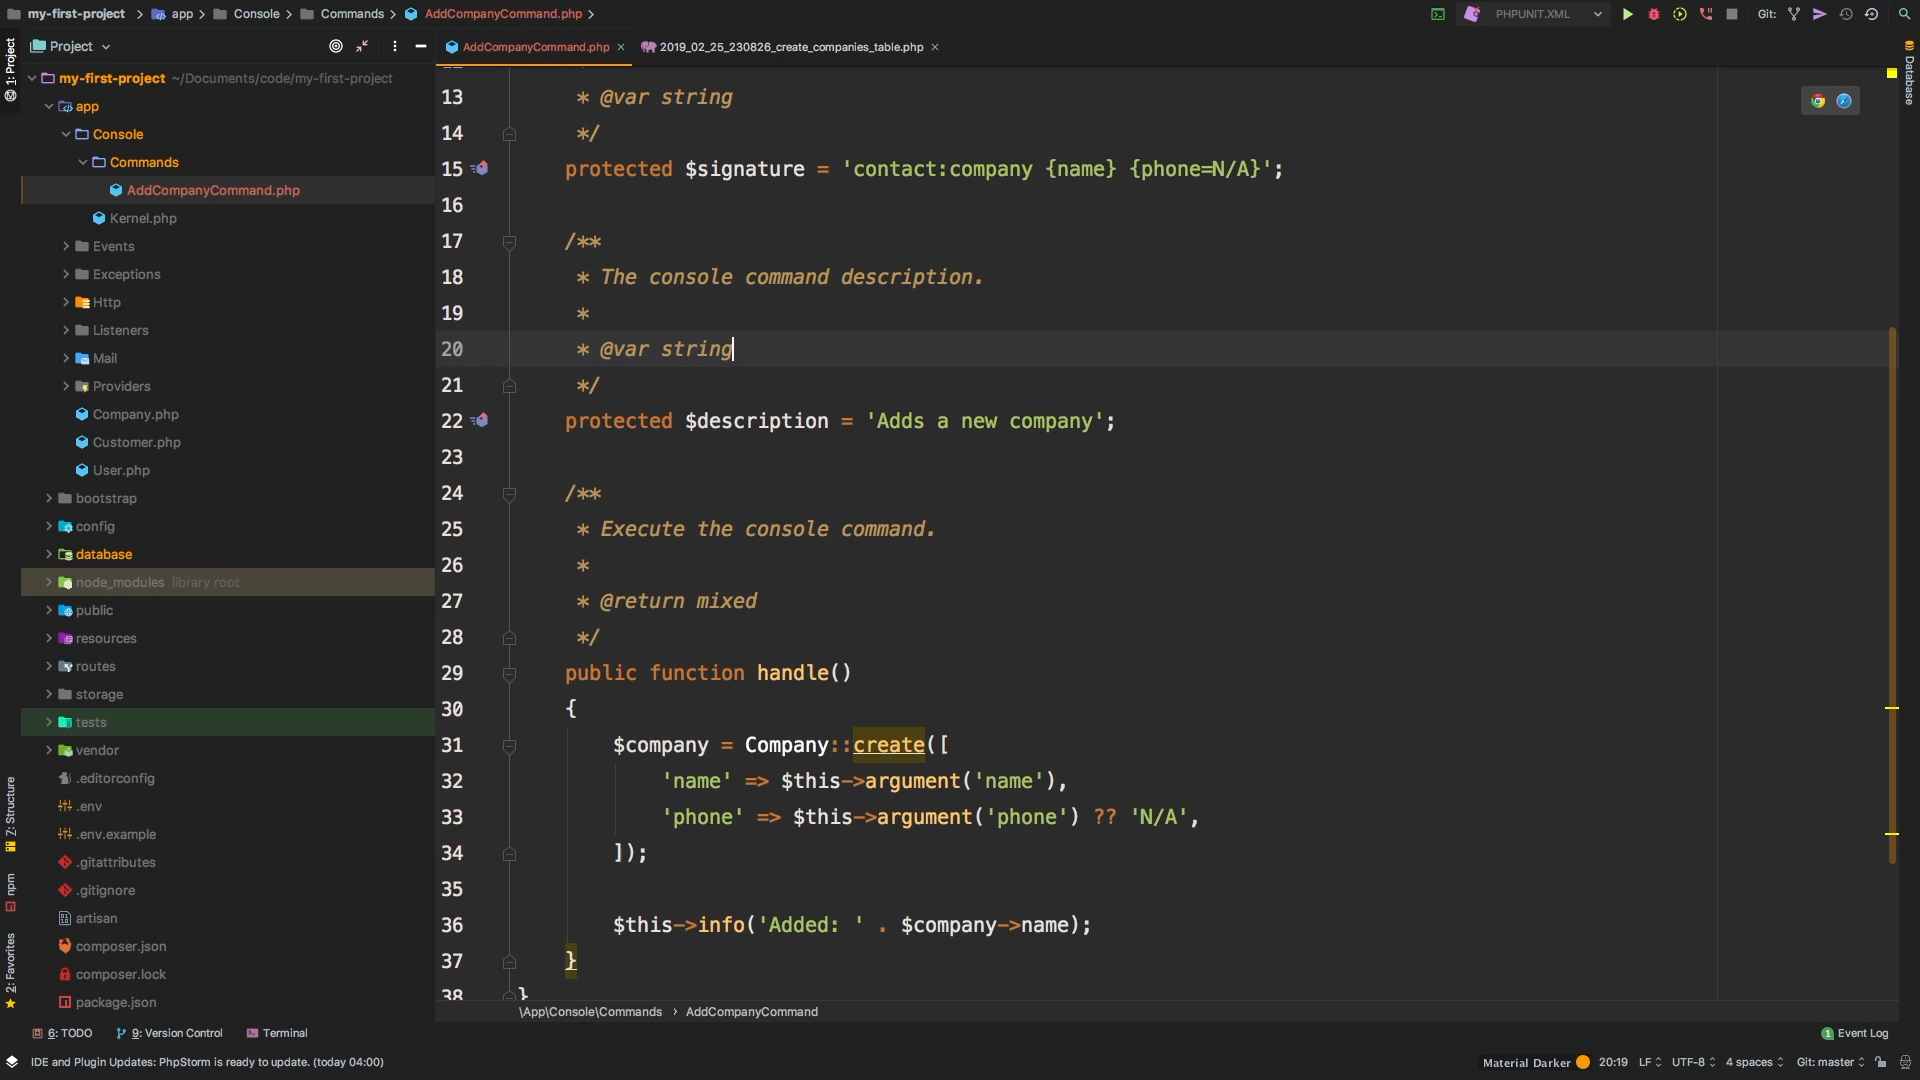 my-first-project > app > Console > Commands > AddCompanyCommand.php >
PHPUNIT.XML
Git:
1: Project
Project
AddCompanyCommand.php
2019_02_25_230826_create_companies_table.php
Database
my-first-project ~/Documents/code/my-first-project
app
Console
Commands
AddCompanyCommand.php
Kernel.php
Events
Exceptions
Http
Listeners
Mail
Providers
Company.php
Customer.php
User.php
bootstrap
config
database
node_modules library root
public
resources
routes
storage
tests
vendor
.editorconfig
.env
.env.example
.gitattributes
.gitignore
artisan
composer.json
composer.lock
package.json
Z: Structure
npm
2: Favorites
13 * @var string
14 */
15 protected $signature = 'contact:company {name} {phone=N/A}';
16
17 /**
18 * The console command description.
19 *
20 * @var string
21 */
22 protected $description = 'Adds a new company';
23
24 /**
25 * Execute the console command.
26 *
27 * @return mixed
28 */
29 public function handle()
30 {
31 $company = Company::create([
32 'name' => $this->argument('name'),
33 'phone' => $this->argument('phone') ?? 'N/A',
34 ]);
35
36 $this->info('Added: ' . $company->name);
37 }
38 }
\App\Console\Commands > AddCompanyCommand
6: TODO
9: Version Control
Terminal
1 Event Log
IDE and Plugin Updates: PhpStorm is ready to update. (today 04:00)
Material Darker 20:19 LF UTF-8 4 spaces Git: master